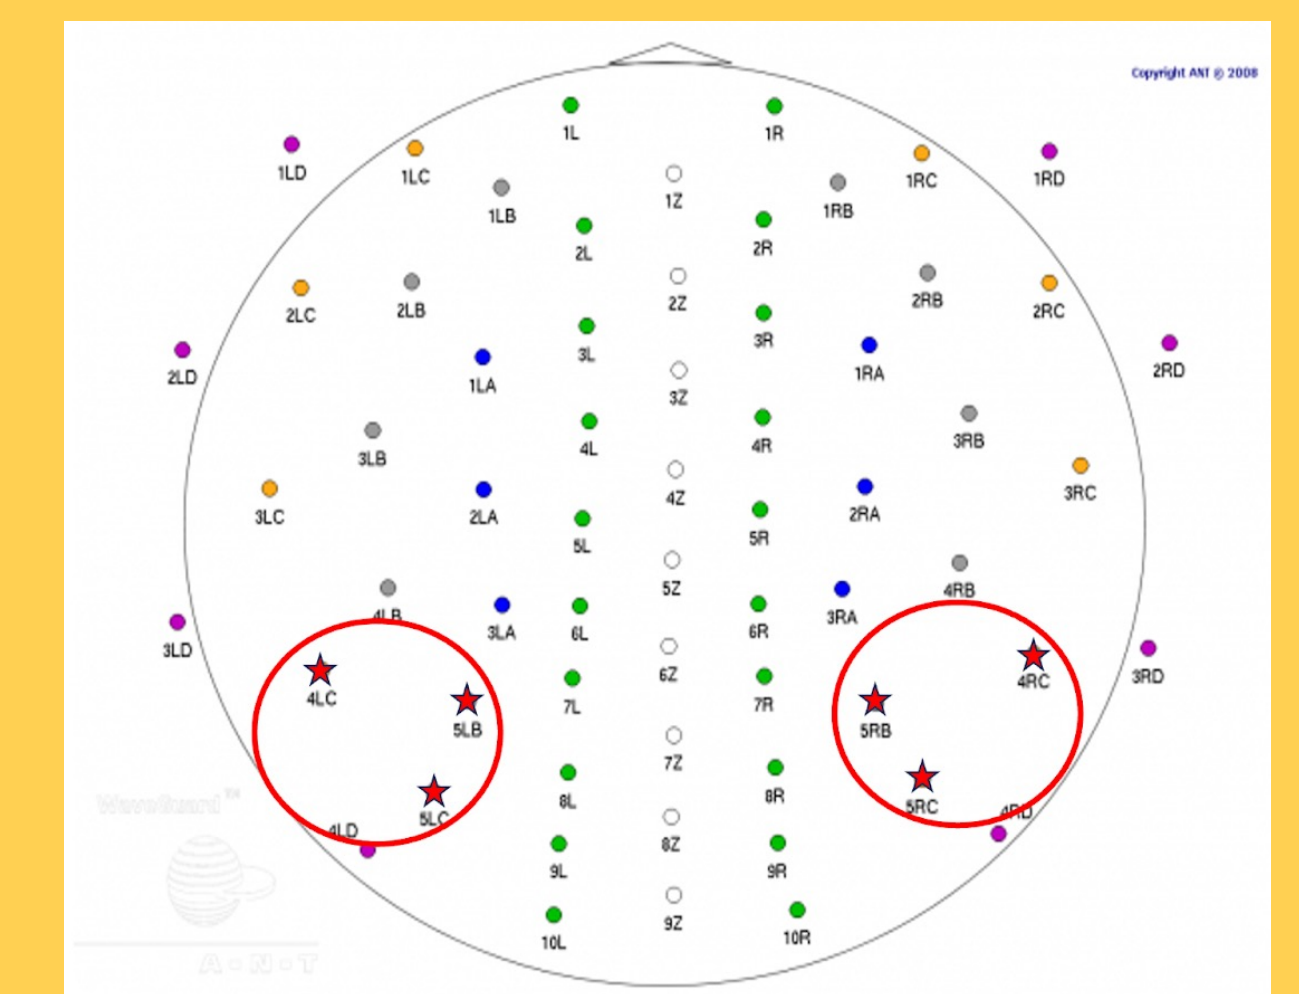 Copyright ANT © 2008
1L
1R
1LD
1LC
1RC
1RD
1Z
1LB
1RB
2L
2R
2Z
2LC
2LB
2RB
2RC
3L
3R
2LD
1LA
1RA
2RD
3Z
4L
4R
3LB
3RB
4Z
3LC
2LA
2RA
3RC
5L
5R
5Z
4LB
4RB
3LA
6L
6R
3RA
3LD
6Z
3RD
4LC
4RC
7L
7R
5LB
5RB
7Z
8L
8R
WaveGuard™
5LC
5RC
4RD
4LD
8Z
9L
9R
9Z
10L
10R
A·N·T